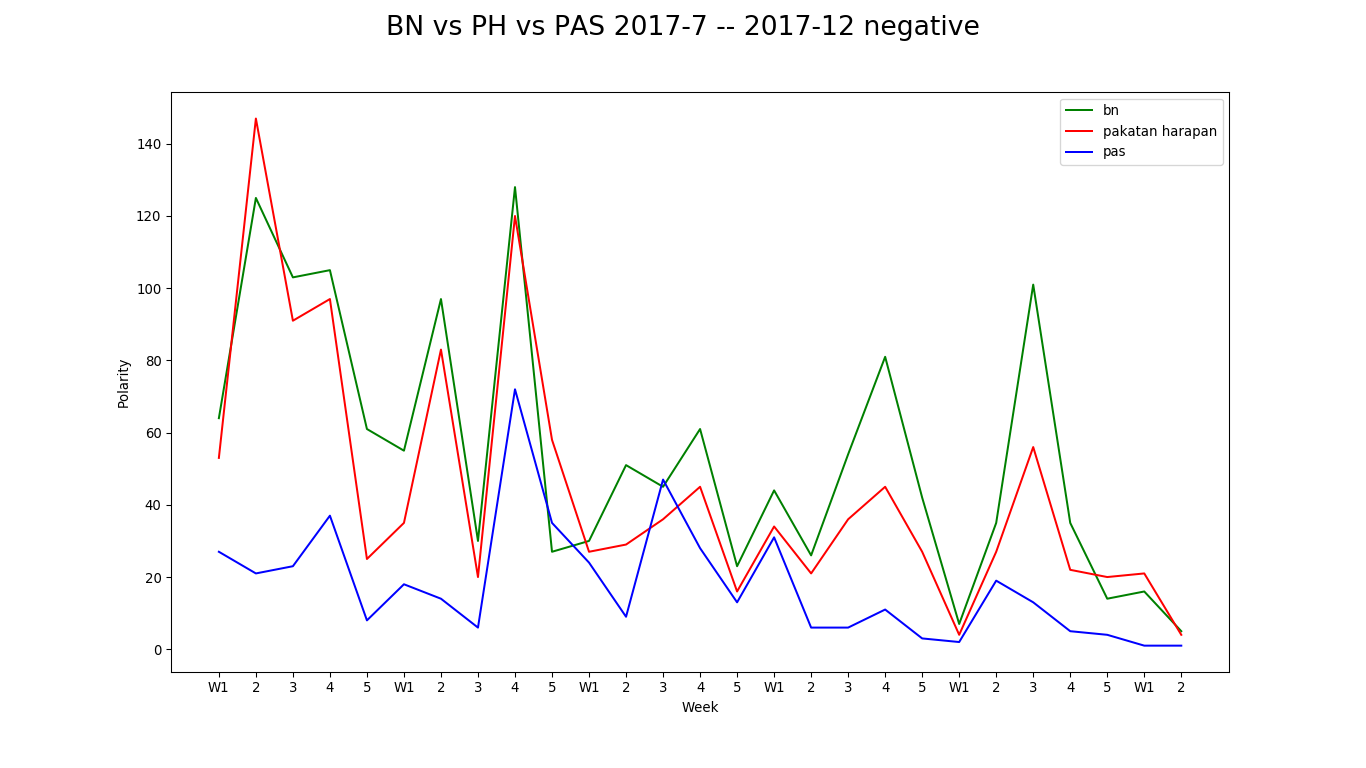 BN vs PH vs PAS 2017-7 -- 2017-12 negative
bn
pakatan harapan
pas
Polarity
140
120
100
80
60
40
20
0
W1 2 3 4 5 W1 2 3 4 5 W1 2 3 4 5 W1 2 3 4 5 W1 2 3 4 5 W1 2
Week